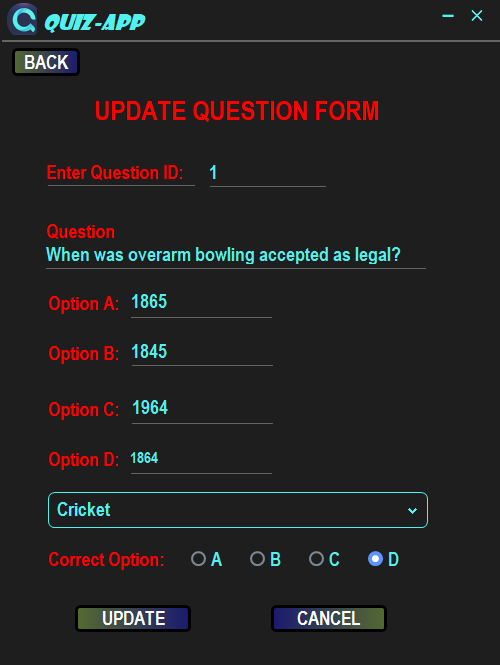 QUIZ-APP
BACK
UPDATE QUESTION FORM
Enter Question ID: 1
Question
When was overarm bowling accepted as legal?
Option A: 1865
Option B: 1845
Option C: 1964
Option D: 1864
Cricket
Correct Option: A B C D
UPDATE CANCEL